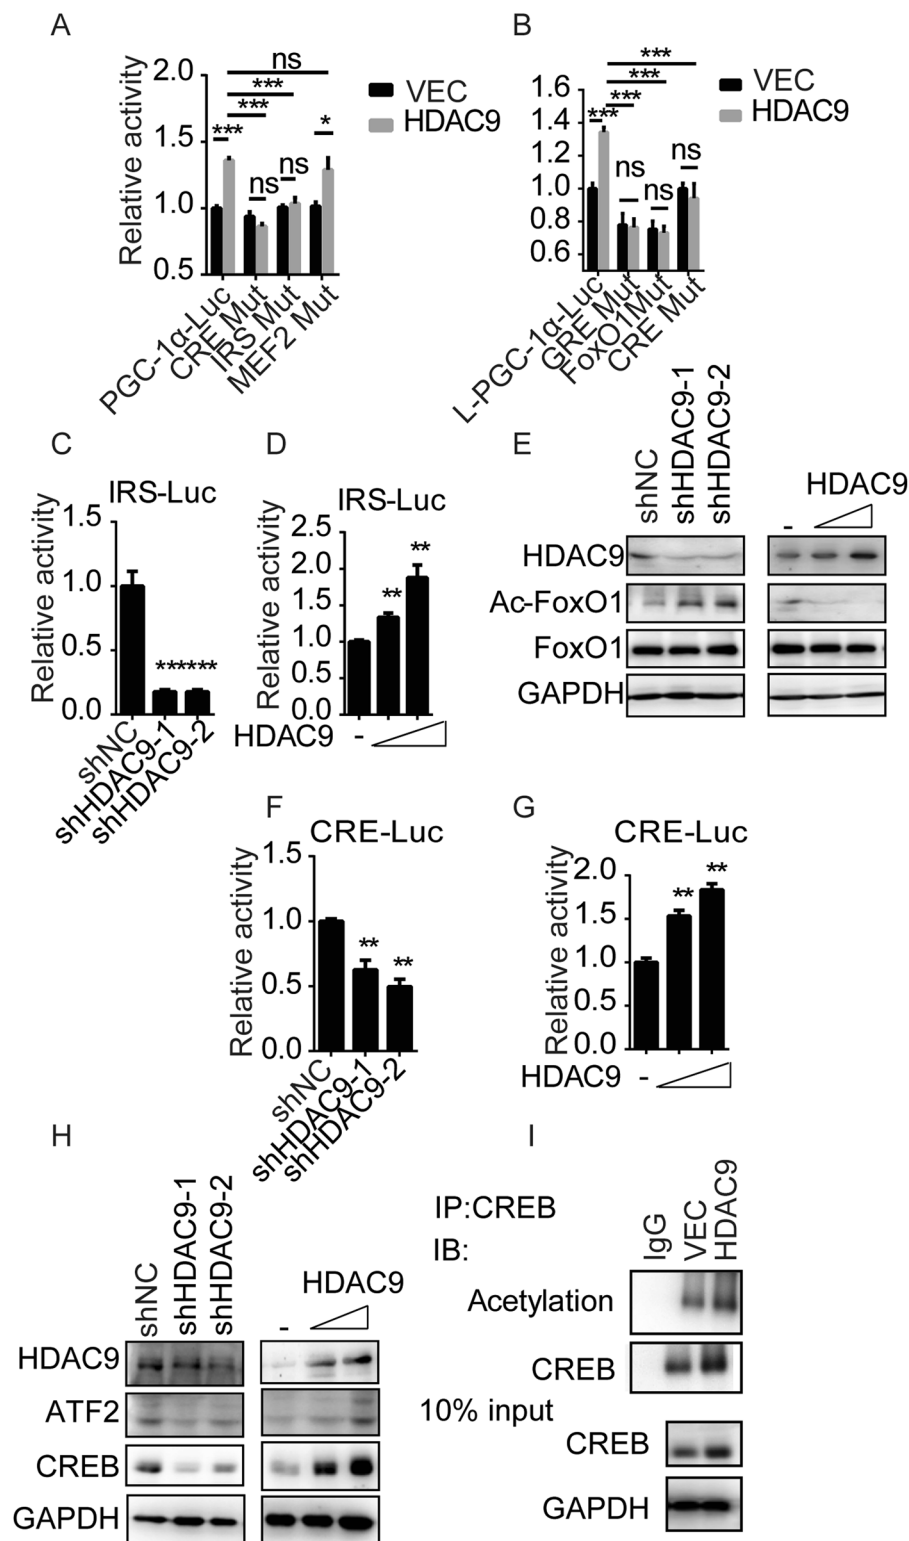 A
Relative activity
2.0
1.5
1.0
0.5
ns
***
***
***
ns
ns
*
VEC
HDAC9
PGC-1α-Luc
CRE Mut
IRS Mut
MEF2 Mut
B
Relative activity
1.6
1.4
1.2
1.0
0.8
0.6
***
***
***
***
ns
ns
ns
VEC
HDAC9
L-PGC-1α-Luc
GRE Mut
FoxO1Mut
CRE Mut
C
IRS-Luc
Relative activity
1.5
1.0
0.5
0.0
******
shNC
shHDAC9-1
shHDAC9-2
D
IRS-Luc
Relative activity
2.5
2.0
1.5
1.0
0.5
0.0
**
**
HDAC9 -
E
shNC
shHDAC9-1
shHDAC9-2
HDAC9
-
HDAC9
Ac-FoxO1
FoxO1
GAPDH
F
CRE-Luc
Relative activity
1.5
1.0
0.5
0.0
**
**
shNC
shHDAC9-1
shHDAC9-2
G
CRE-Luc
Relative activity
2.0
1.5
1.0
0.5
0.0
**
**
HDAC9 -
H
shNC
shHDAC9-1
shHDAC9-2
HDAC9
-
HDAC9
ATF2
CREB
GAPDH
I
IP:CREB
IB:
IgG
VEC
HDAC9
Acetylation
CREB
10% input
CREB
GAPDH